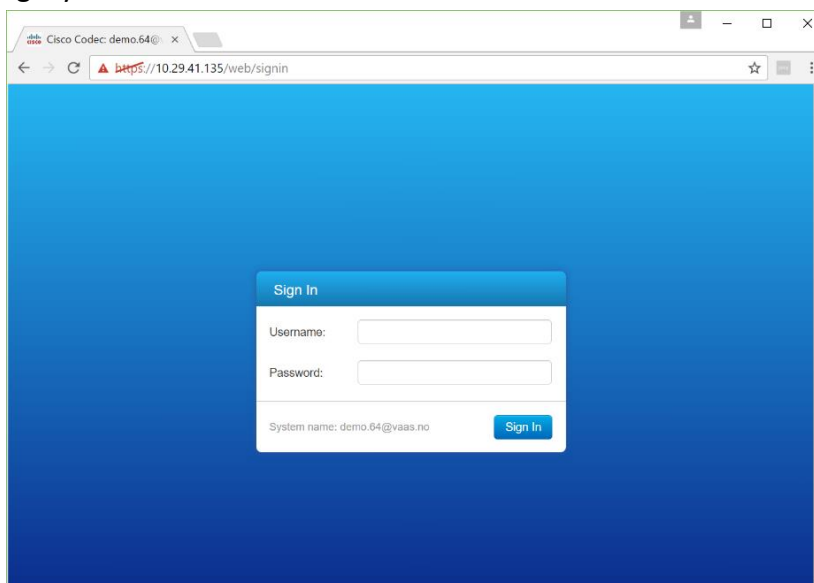 cisco Cisco Codec: demo.64@
https://10.29.41.135/web/signin
Sign In
Username:
Password:
System name: demo.64@vaas.no
Sign In